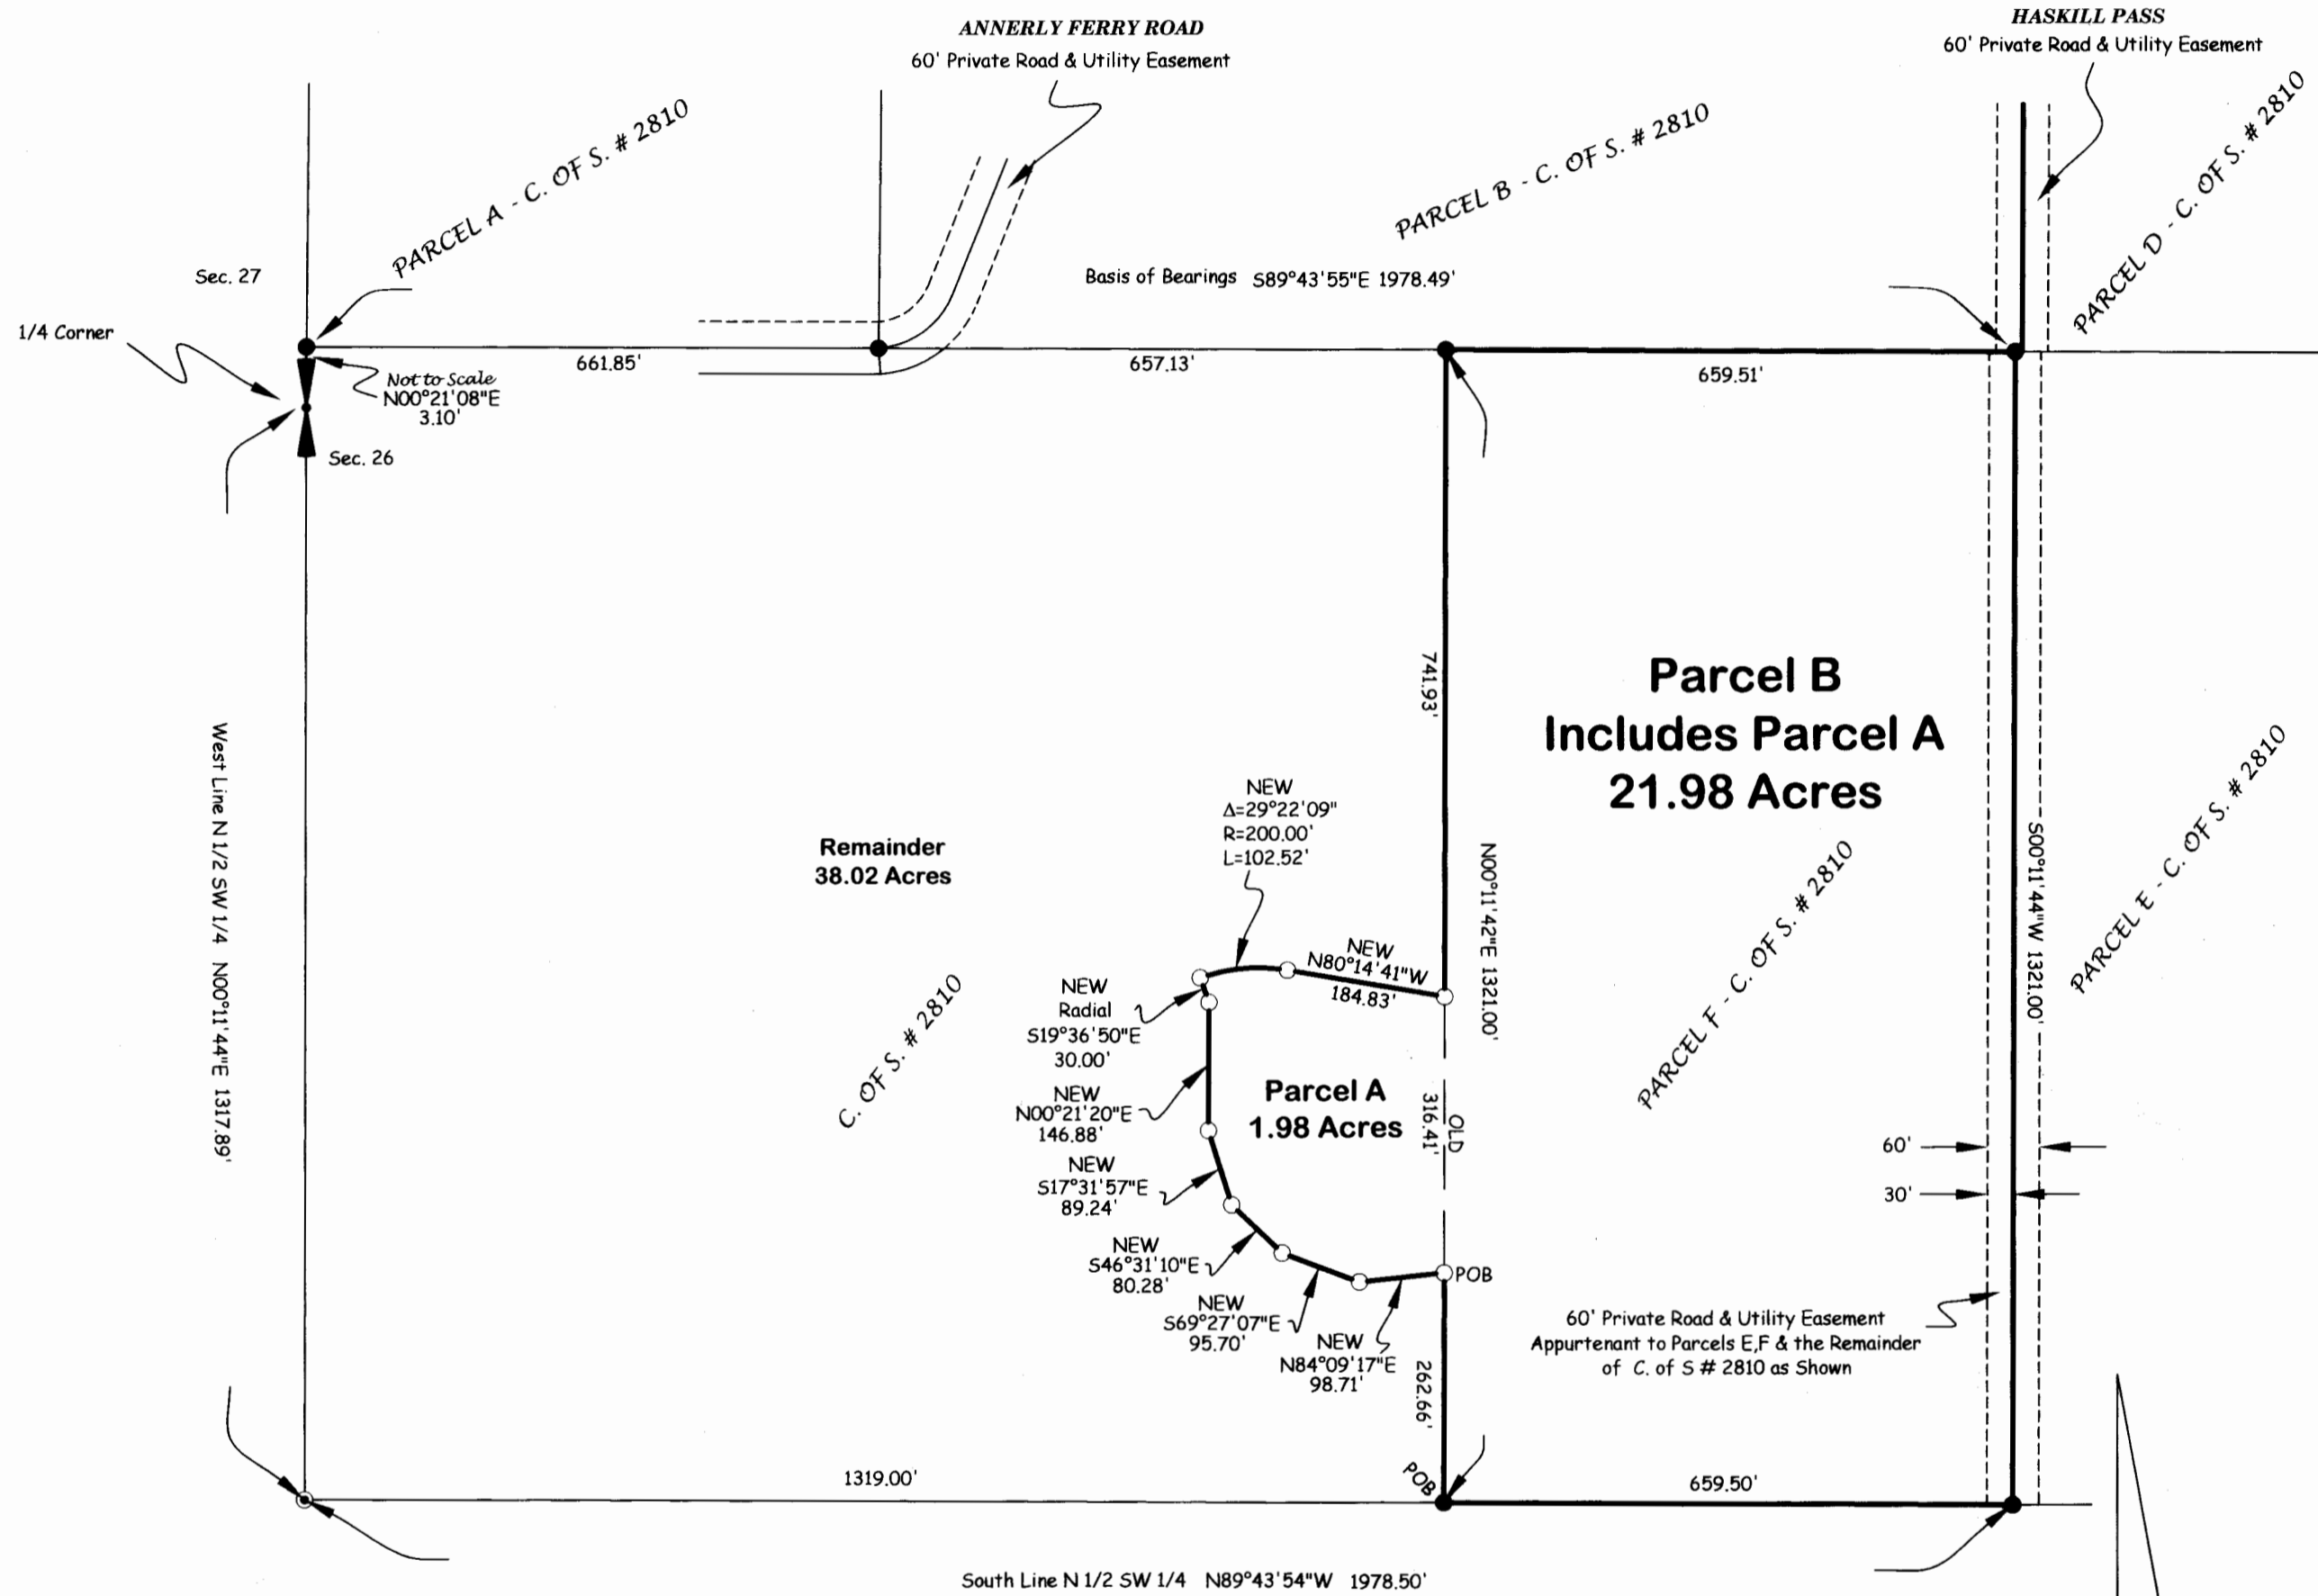 ANNERLY FERRY ROAD
60' Private Road & Utility Easement
HASKILL PASS
60' Private Road & Utility Easement
PARCEL A - C. OF S. # 2810
PARCEL B - C. OF S. # 2810
PARCEL D - C. OF S. # 2810
Sec. 27
Basis of Bearings S89°43'55"E 1978.49'
1/4 Corner
661.85'
657.13'
659.51'
Not to Scale
N00°21'08"E
3.10'
Sec. 26
741.93'
Parcel B
Includes Parcel A
21.98 Acres
West Line N 1/2 SW 1/4 N00°11'44"E 1317.89'
NEW
Δ=29°22'09"
R=200.00'
L=102.52'
Remainder
38.02 Acres
N00°11'42"E 1321.00'
S00°11'44"W 1321.00'
PARCEL E - C. OF S. # 2810
PARCEL F - C. OF S. # 2810
C. OF S. # 2810
NEW
N80°14'41"W
184.83'
NEW
Radial
S19°36'50"E
30.00'
Parcel A
1.98 Acres
316.41'
OLD
NEW
N00°21'20"E
146.88'
60'
NEW
S17°31'57"E
89.24'
30'
NEW
S46°31'10"E
80.28'
POB
NEW
S69°27'07"E
95.70'
NEW
N84°09'17"E
98.71'
60' Private Road & Utility Easement
Appurtenant to Parcels E,F & the Remainder
of C. of S # 2810 as Shown
262.66'
1319.00'
POB
659.50'
South Line N 1/2 SW 1/4 N89°43'54"W 1978.50'